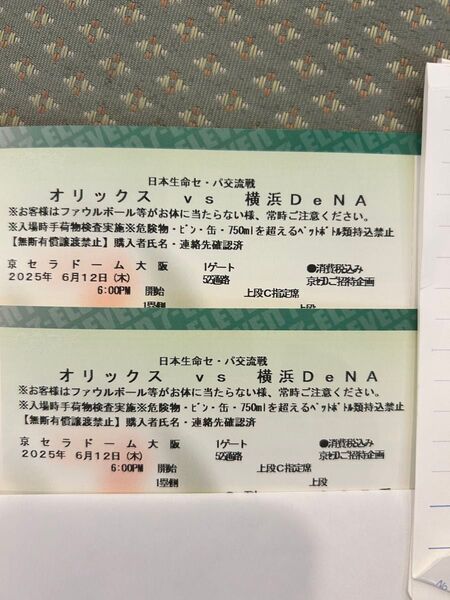 7-ELEVEN
日本生命セ・パ交流戦
オリックス vs 横浜DeNA
※お客様はファウルボール等がお体に当たらない様、常時ご注意ください。
※入場時手荷物検査実施※危険物・ビン・缶・750mlを超えるペットボトル類持込禁止
【無断有償譲渡禁止】購入者氏名・連絡先確認済
京セラドーム大阪 1ゲート ●消費税込み
2025年 6月12日(木) 52通路 京セラDご招待企画
6:00PM 開始 上段C指定席
1塁側 上段
7-ELEVEN
日本生命セ・パ交流戦
オリックス vs 横浜DeNA
※お客様はファウルボール等がお体に当たらない様、常時ご注意ください。
※入場時手荷物検査実施※危険物・ビン・缶・750mlを超えるペットボトル類持込禁止
【無断有償譲渡禁止】購入者氏名・連絡先確認済
京セラドーム大阪 1ゲート ●消費税込み
2025年 6月12日(木) 52通路 京セラDご招待企画
6:00PM 開始 上段C指定席
1塁側 上段